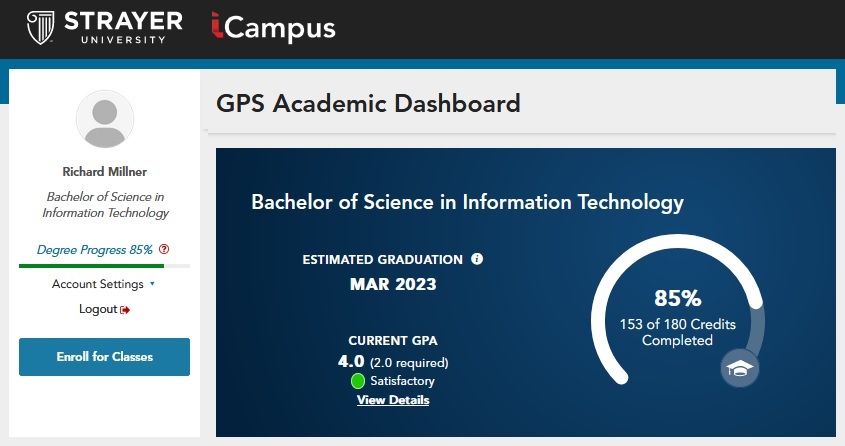 STRAYER
UNIVERSITY
iCampus
Richard Millner
Bachelor of Science in
Information Technology
Degree Progress 85% ?
Account Settings
Logout
Enroll for Classes
GPS Academic Dashboard
Bachelor of Science in Information Technology
ESTIMATED GRADUATION i
MAR 2023
CURRENT GPA
4.0 (2.0 required)
Satisfactory
View Details
85%
153 of 180 Credits
Completed